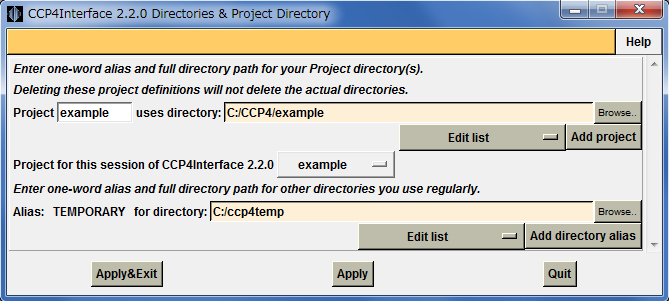 CCP4Interface 2.2.0 Directories & Project Directory
Help
Enter one-word alias and full directory path for your Project directory(s).
Deleting these project definitions will not delete the actual directories.
Project example uses directory: C:/CCP4/example Browse..
Edit list Add project
Project for this session of CCP4Interface 2.2.0 example
Enter one-word alias and full directory path for other directories you use regularly.
Alias: TEMPORARY for directory: C:/ccp4temp Browse..
Edit list Add directory alias
Apply&Exit Apply Quit